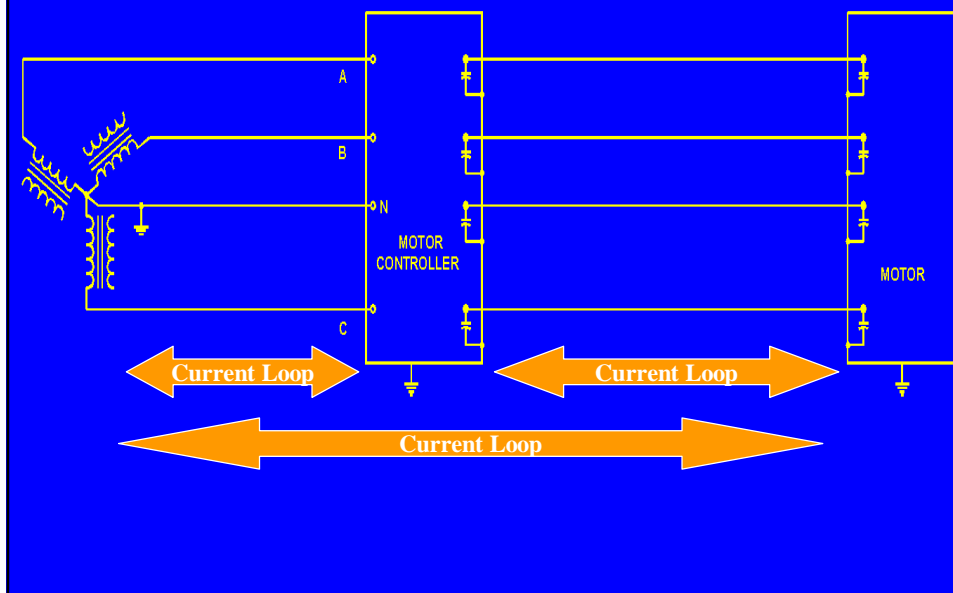 A
B
N
MOTOR
CONTROLLER
MOTOR
C
Current Loop
Current Loop
Current Loop